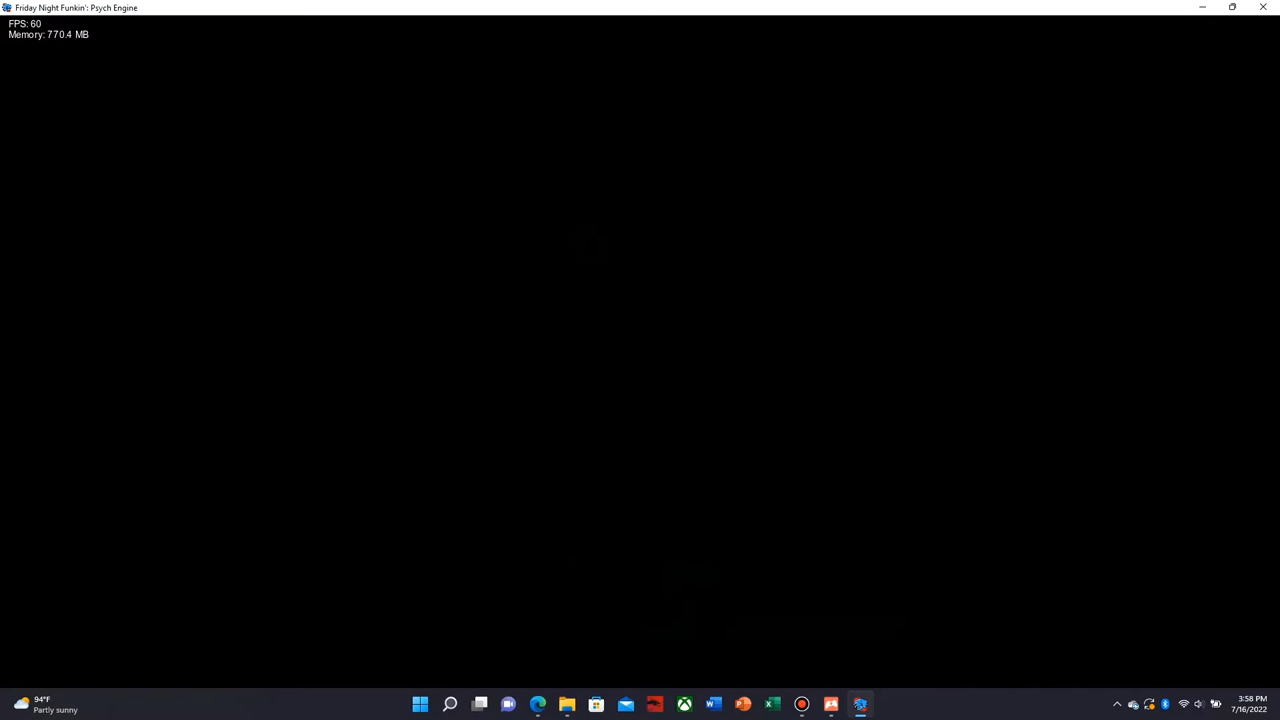 Friday Night Funkin': Psych Engine
FPS: 60
Memory: 770.4 MB
94°F
Partly sunny
3:58 PM
7/16/2022